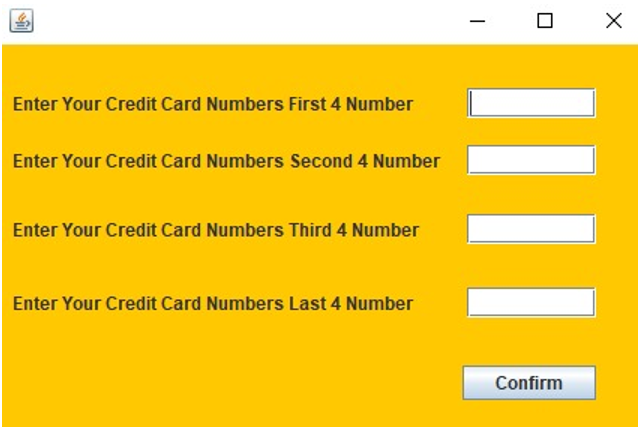 Enter Your Credit Card Numbers First 4 Number
Enter Your Credit Card Numbers Second 4 Number
Enter Your Credit Card Numbers Third 4 Number
Enter Your Credit Card Numbers Last 4 Number
Confirm